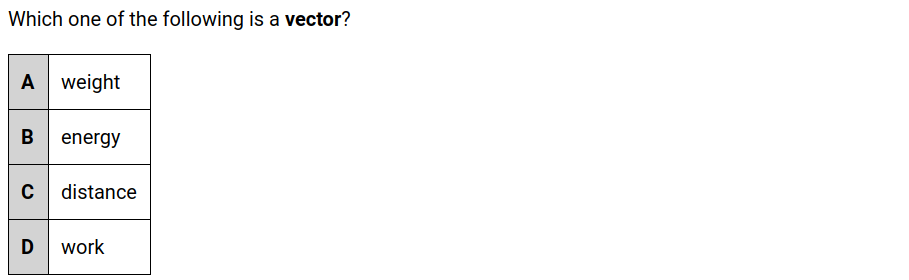 Which one of the following is a vector?
A weight
B energy
C distance
D work